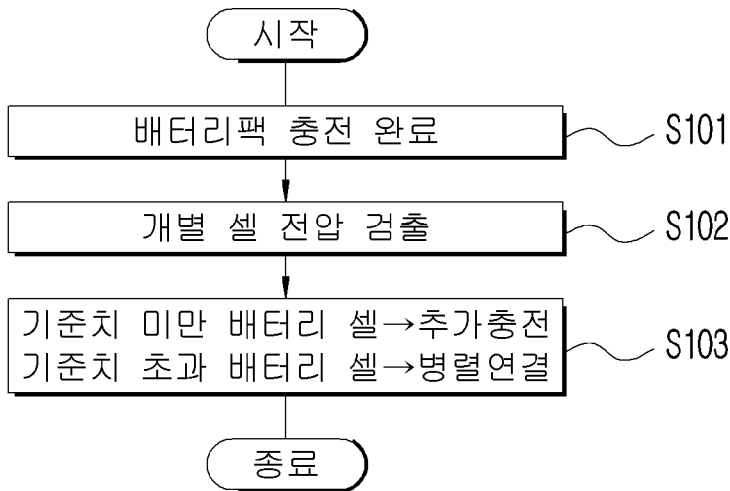 시작
배터리팩 충전 완료
S101
개별 셀 전압 검출
S102
기준치 미만 배터리 셀→추가충전
기준치 초과 배터리 셀→병렬연결
S103
종료